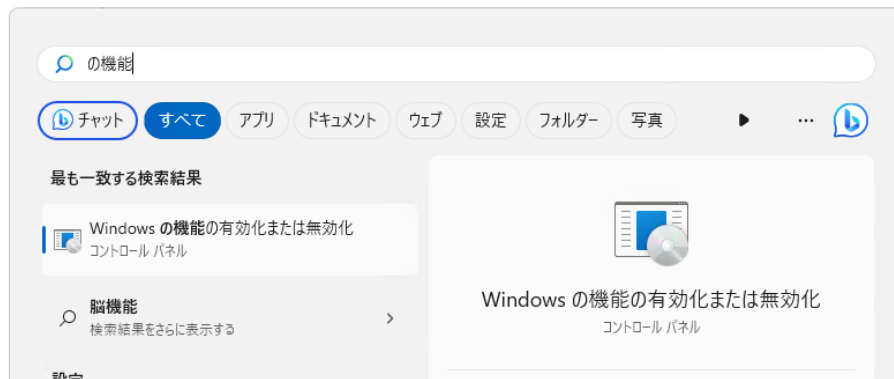 の機能
チャット すべて アプリ ドキュメント ウェブ 設定 フォルダー 写真 ▶ …
最も一致する検索結果
Windows の機能の有効化または無効化
コントロール パネル
脳機能
検索結果をさらに表示する
設定
Windows の機能の有効化または無効化
コントロール パネル